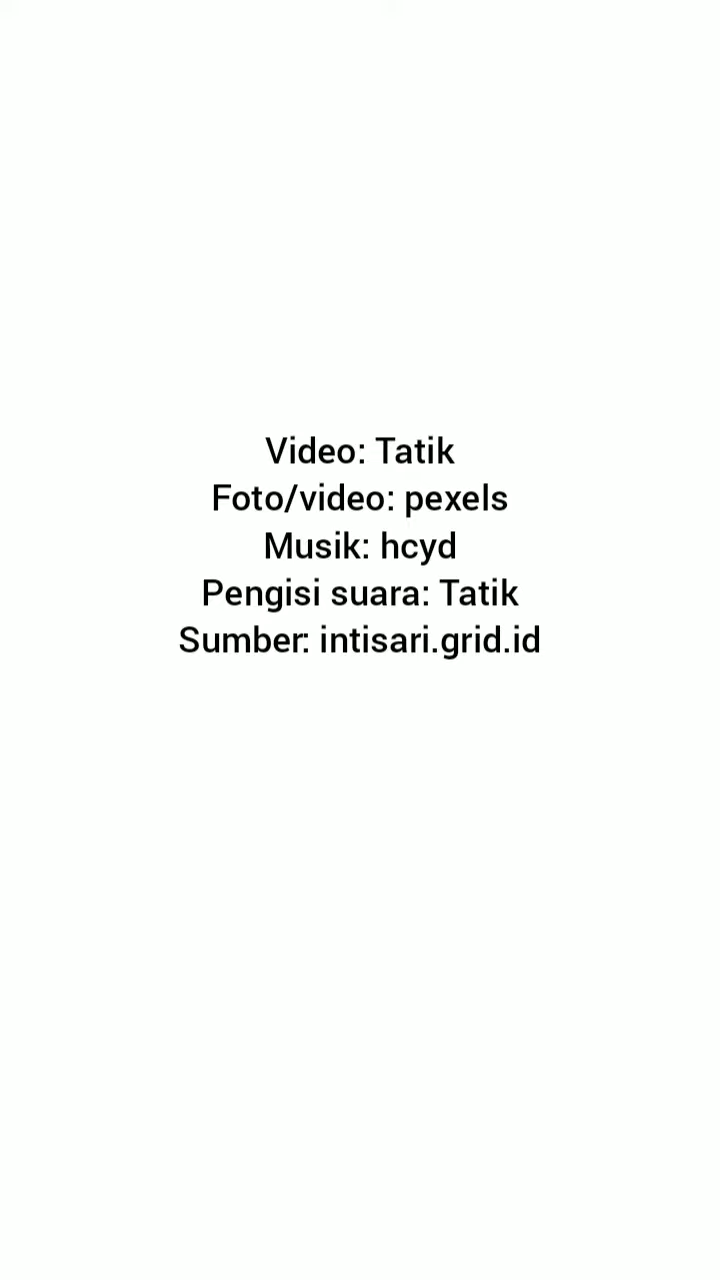 Video: Tatik
Foto/video: pexels
Musik: hcyd
Pengisi suara: Tatik
Sumber: intisari.grid.id